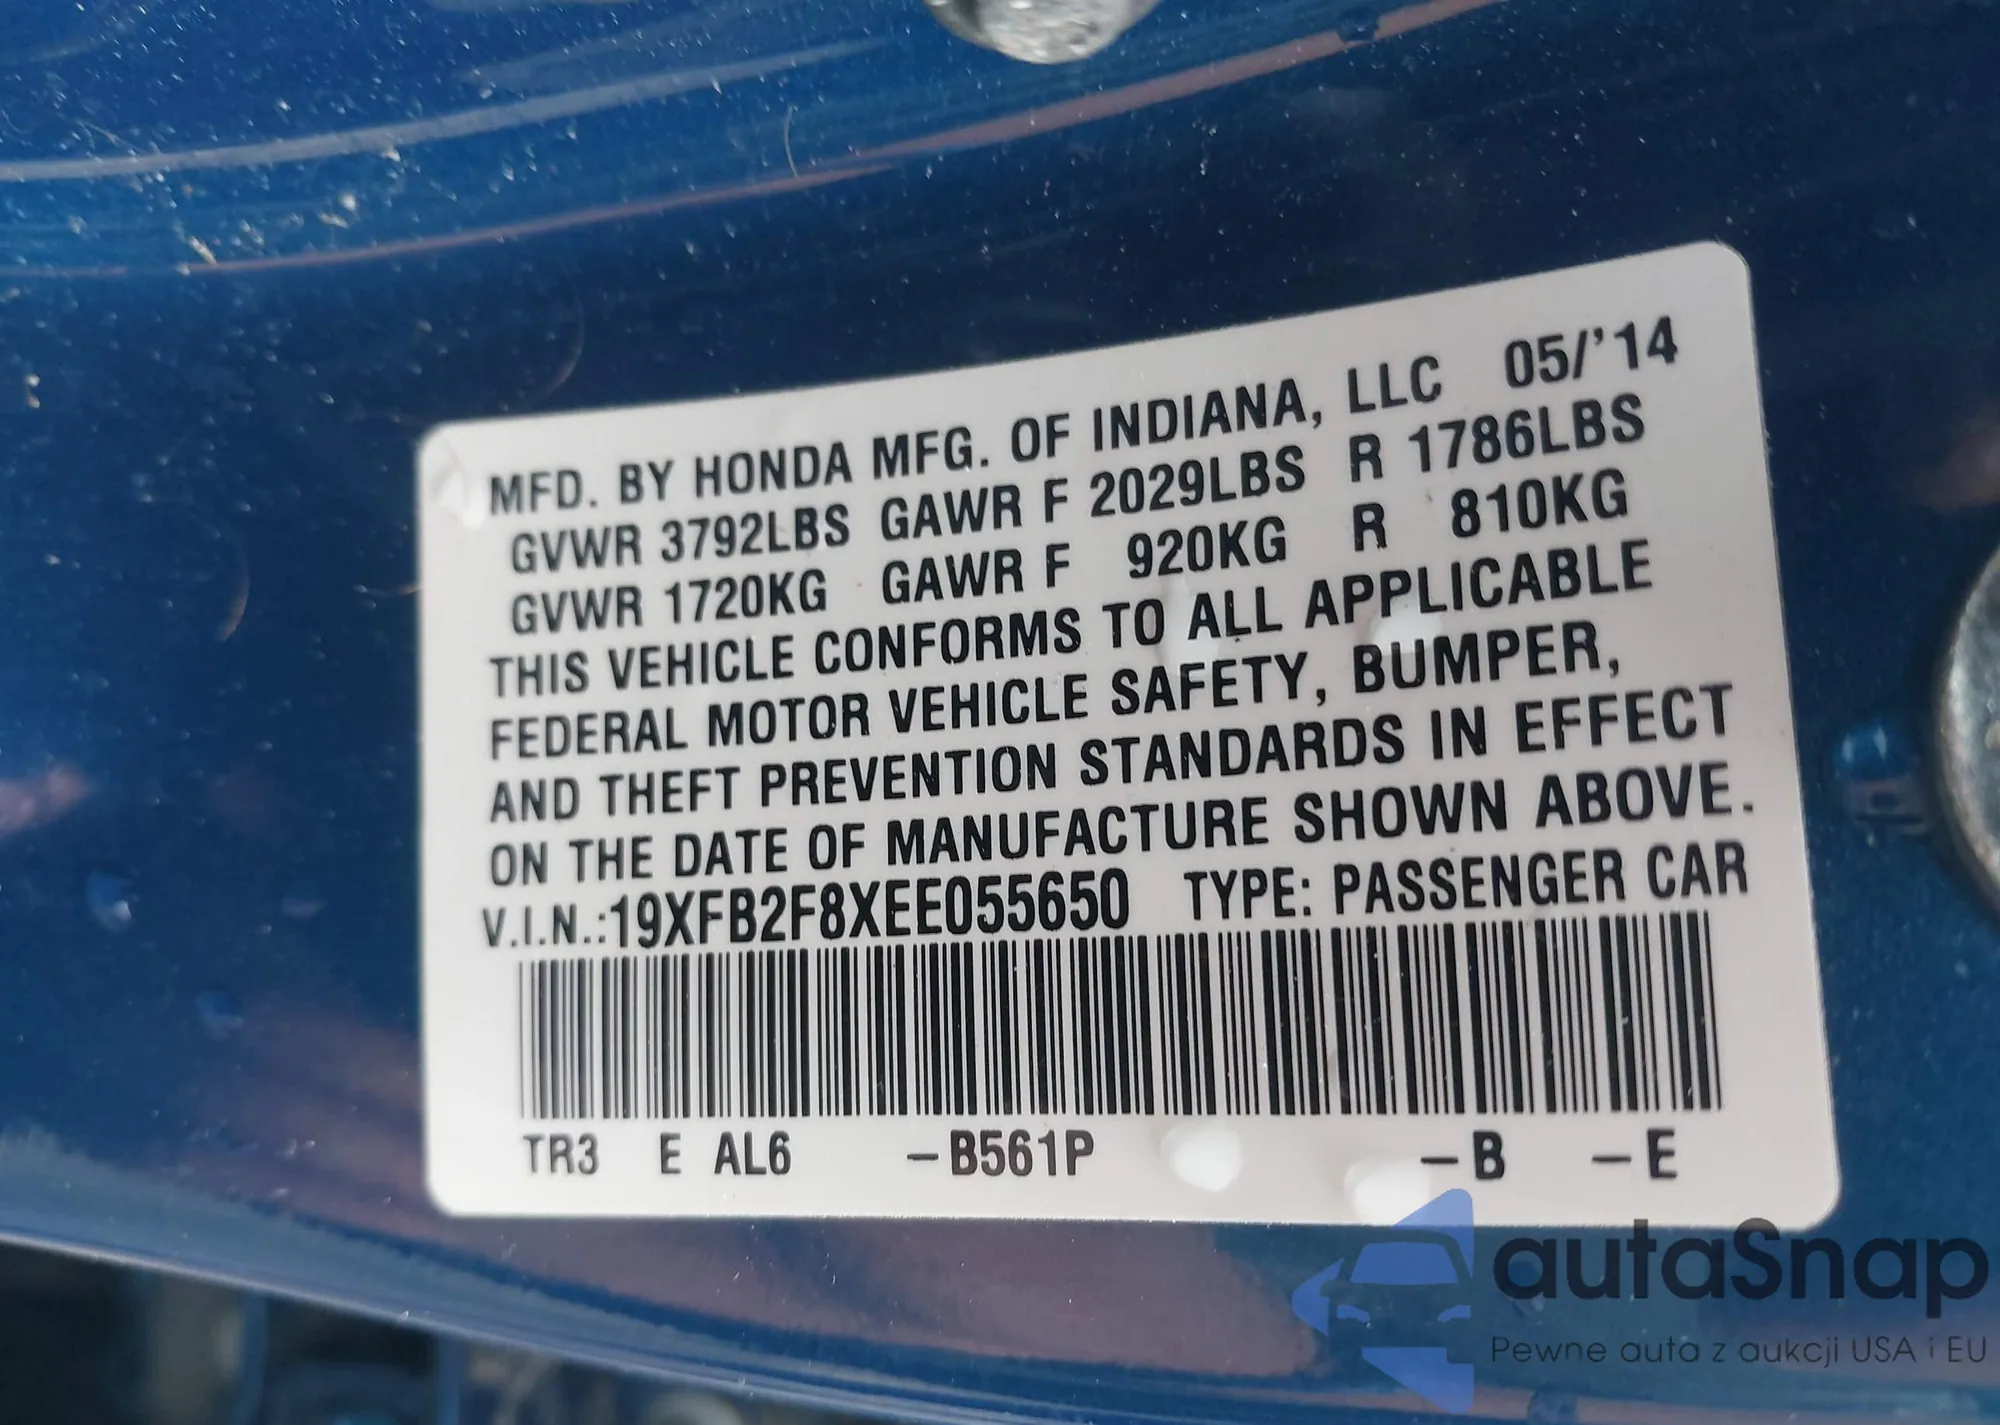 MFD. BY HONDA MFG. OF INDIANA, LLC 05/'14
GVWR 3792LBS GAWR F 2029LBS R 1786LBS
GVWR 1720KG GAWR F 920KG R 810KG
THIS VEHICLE CONFORMS TO ALL APPLICABLE
FEDERAL MOTOR VEHICLE SAFETY, BUMPER,
AND THEFT PREVENTION STANDARDS IN EFFECT
ON THE DATE OF MANUFACTURE SHOWN ABOVE.
V.I.N.:19XFB2F8XEE055650 TYPE: PASSENGER CAR
TR3 E AL6 –B561P –B –E
autaSnap
Pewne auta z aukcji USA i EU